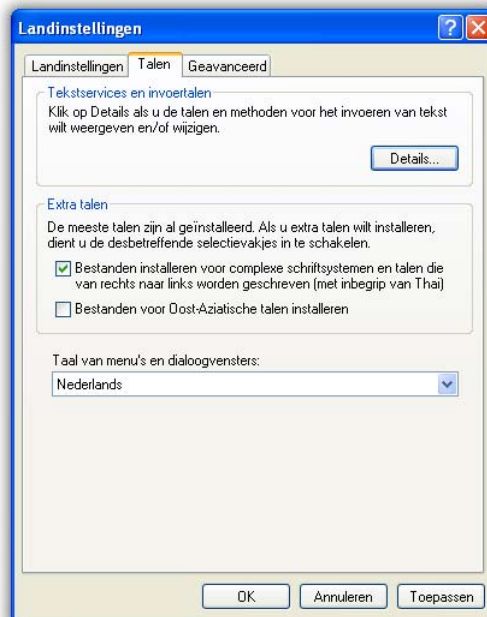 Landinstellingen
Landinstellingen Talen Geavanceerd
Tekstservices en invoertalen
Klik op Details als u de talen en methoden voor het invoeren van tekst
wilt weergeven en/of wijzigen.
Details...
Extra talen
De meeste talen zijn al geïnstalleerd. Als u extra talen wilt installeren,
dient u de desbetreffende selectievakjes in te schakelen.
Bestanden installeren voor complexe schriftsystemen en talen die
van rechts naar links worden geschreven (met inbegrip van Thai)
Bestanden voor Oost-Aziatische talen installeren
Taal van menu's en dialoogvensters:
Nederlands
OK Annuleren Toepassen